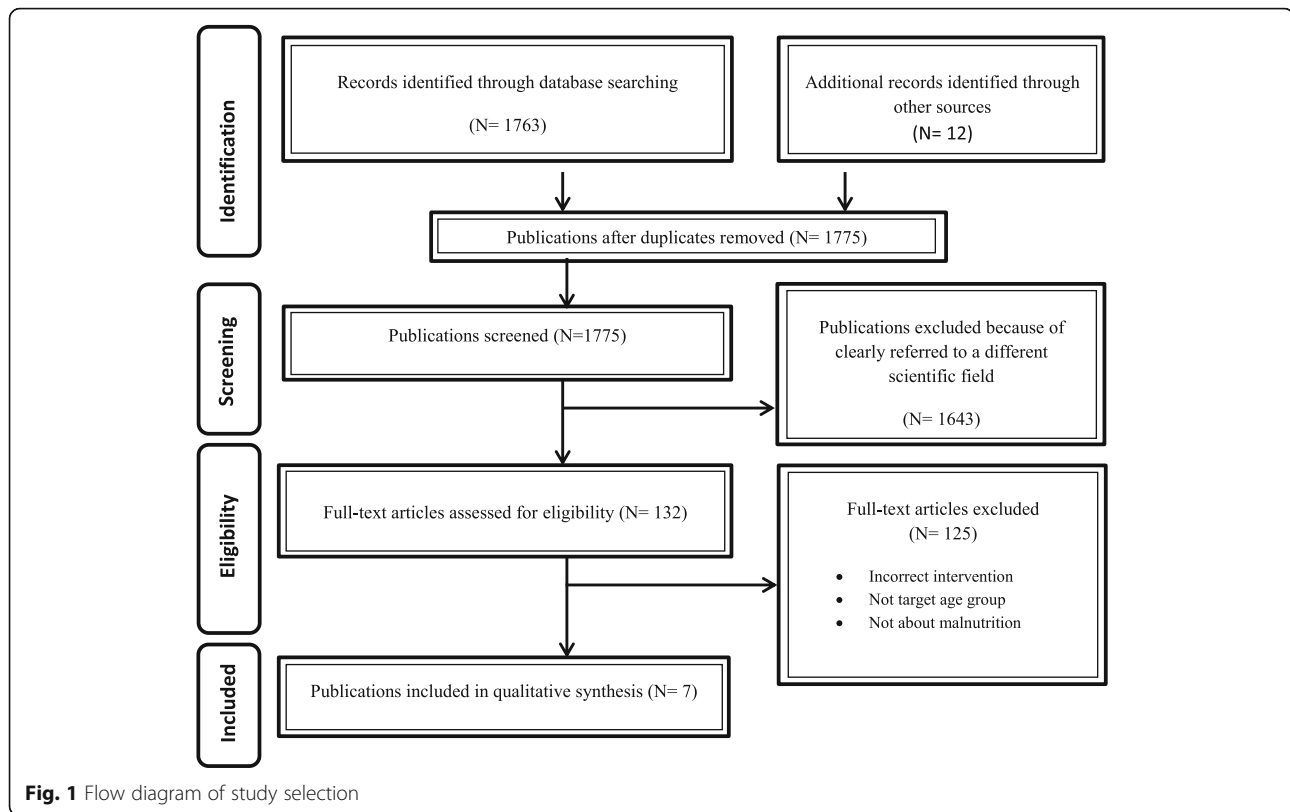 Identification
Records identified through database searching
(N= 1763)
Additional records identified through
other sources
(N= 12)
Publications after duplicates removed (N= 1775)
Screening
Publications screened (N=1775)
Publications excluded because of
clearly referred to a different
scientific field
(N= 1643)
Eligibility
Full-text articles assessed for eligibility (N= 132)
Full-text articles excluded
(N= 125)
• Incorrect intervention
• Not target age group
• Not about malnutrition
Included
Publications included in qualitative synthesis (N= 7)
Fig. 1 Flow diagram of study selection